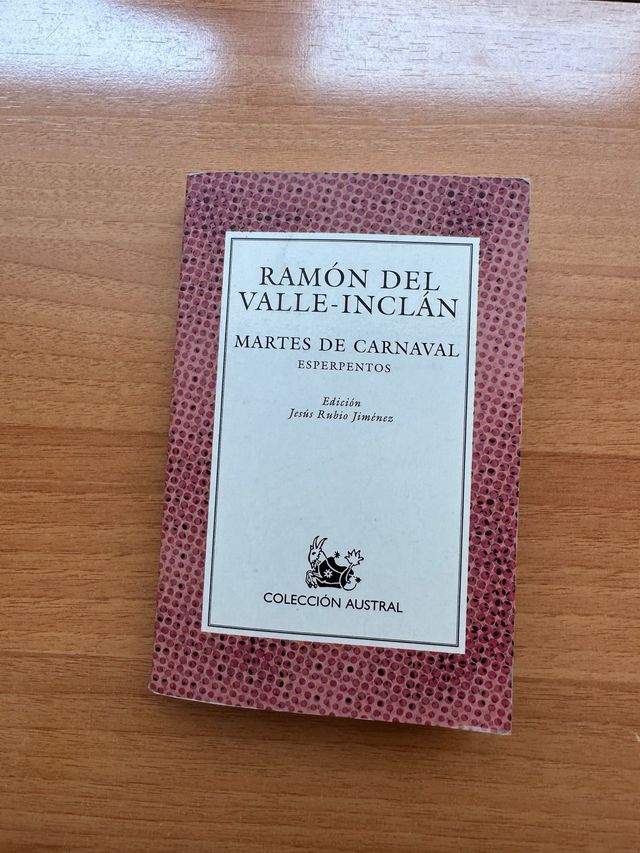 RAMÓN DEL
VALLE-INCLÁN
MARTES DE CARNAVAL
ESPERPENTOS
Edición
Jesús Rubio Jiménez
COLECCIÓN AUSTRAL